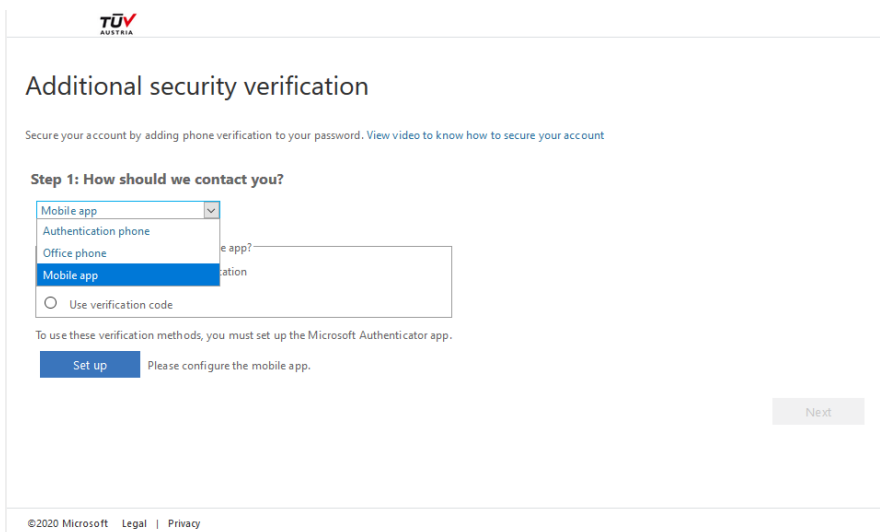 TÜV
AUSTRIA
Additional security verification
Secure your account by adding phone verification to your password. View video to know how to secure your account
Step 1: How should we contact you?
Mobile app
Authentication phone
Office phone
Mobile app
e app?
cation
Use verification code
To use these verification methods, you must set up the Microsoft Authenticator app.
Set up Please configure the mobile app.
Next
©2020 Microsoft Legal | Privacy